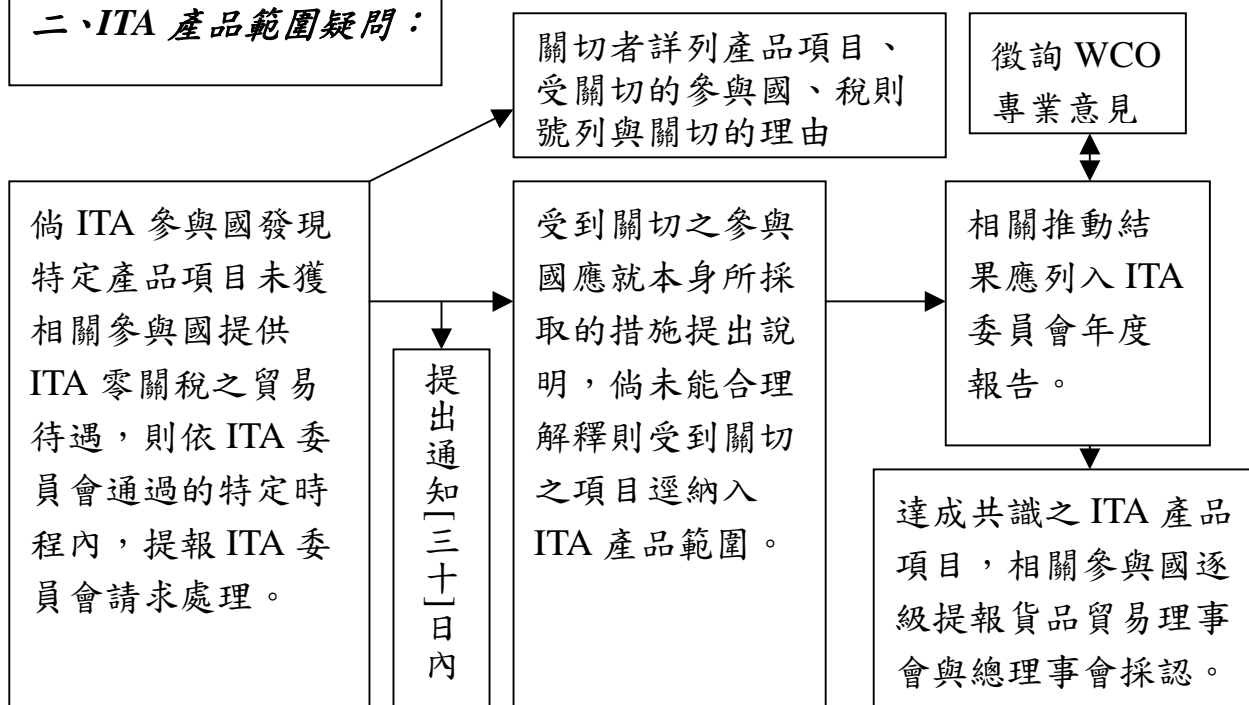 二、ITA 產品範圍疑問：
關切者詳列產品項目、
受關切的參與國、稅則
號列與關切的理由
徵詢 WCO
專業意見
倘 ITA 參與國發現
特定產品項目未獲
相關參與國提供
ITA 零關稅之貿易
待遇，則依 ITA 委
員會通過的特定時
程內，提報 ITA 委
員會請求處理。
提出通知[三十]日內
受到關切之參與
國應就本身所採
取的措施提出說
明，倘未能合理
解釋則受到關切
之項目逕納入
ITA 產品範圍。
相關推動結
果應列入 ITA
委員會年度
報告。
達成共識之 ITA 產品
項目，相關參與國逐
級提報貨品貿易理事
會與總理事會採認。